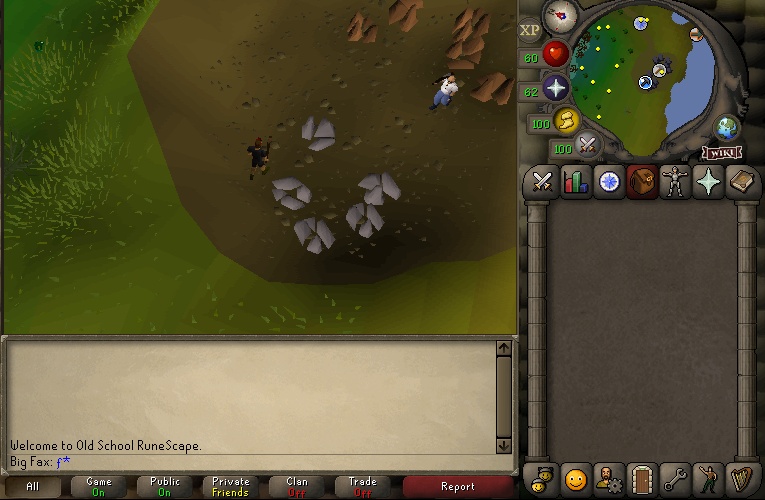 XP
60
62
100
100
WIKI
Welcome to Old School RuneScape.
Big Fax: f*
All
Game
On
Public
On
Private
Friends
Clan
Off
Trade
Off
Report